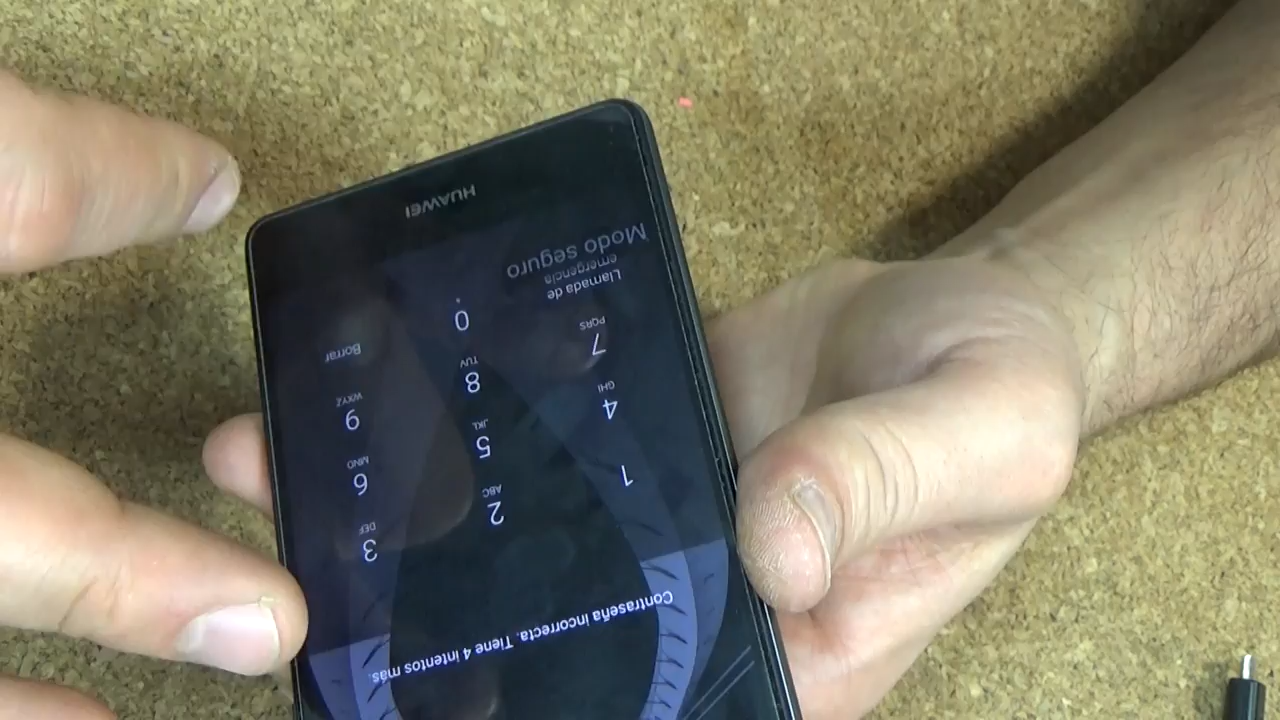 Contraseña incorrecta. Tiene 4 intentos más.
1
2 ABC
3 DEF
4 GHI
5 JKL
6 MNO
7 PQRS
8 TUV
9 WXYZ
Llamada de
emergencia
0
Borrar
Modo seguro
HUAWEI